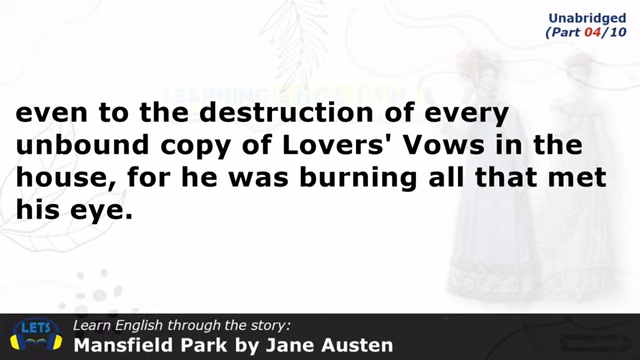 Unabridged
(Part 04/10
even to the destruction of every
unbound copy of Lovers' Vows in the
house, for he was burning all that met
his eye.
LETS
Learn English through the story:
Mansfield Park by Jane Austen